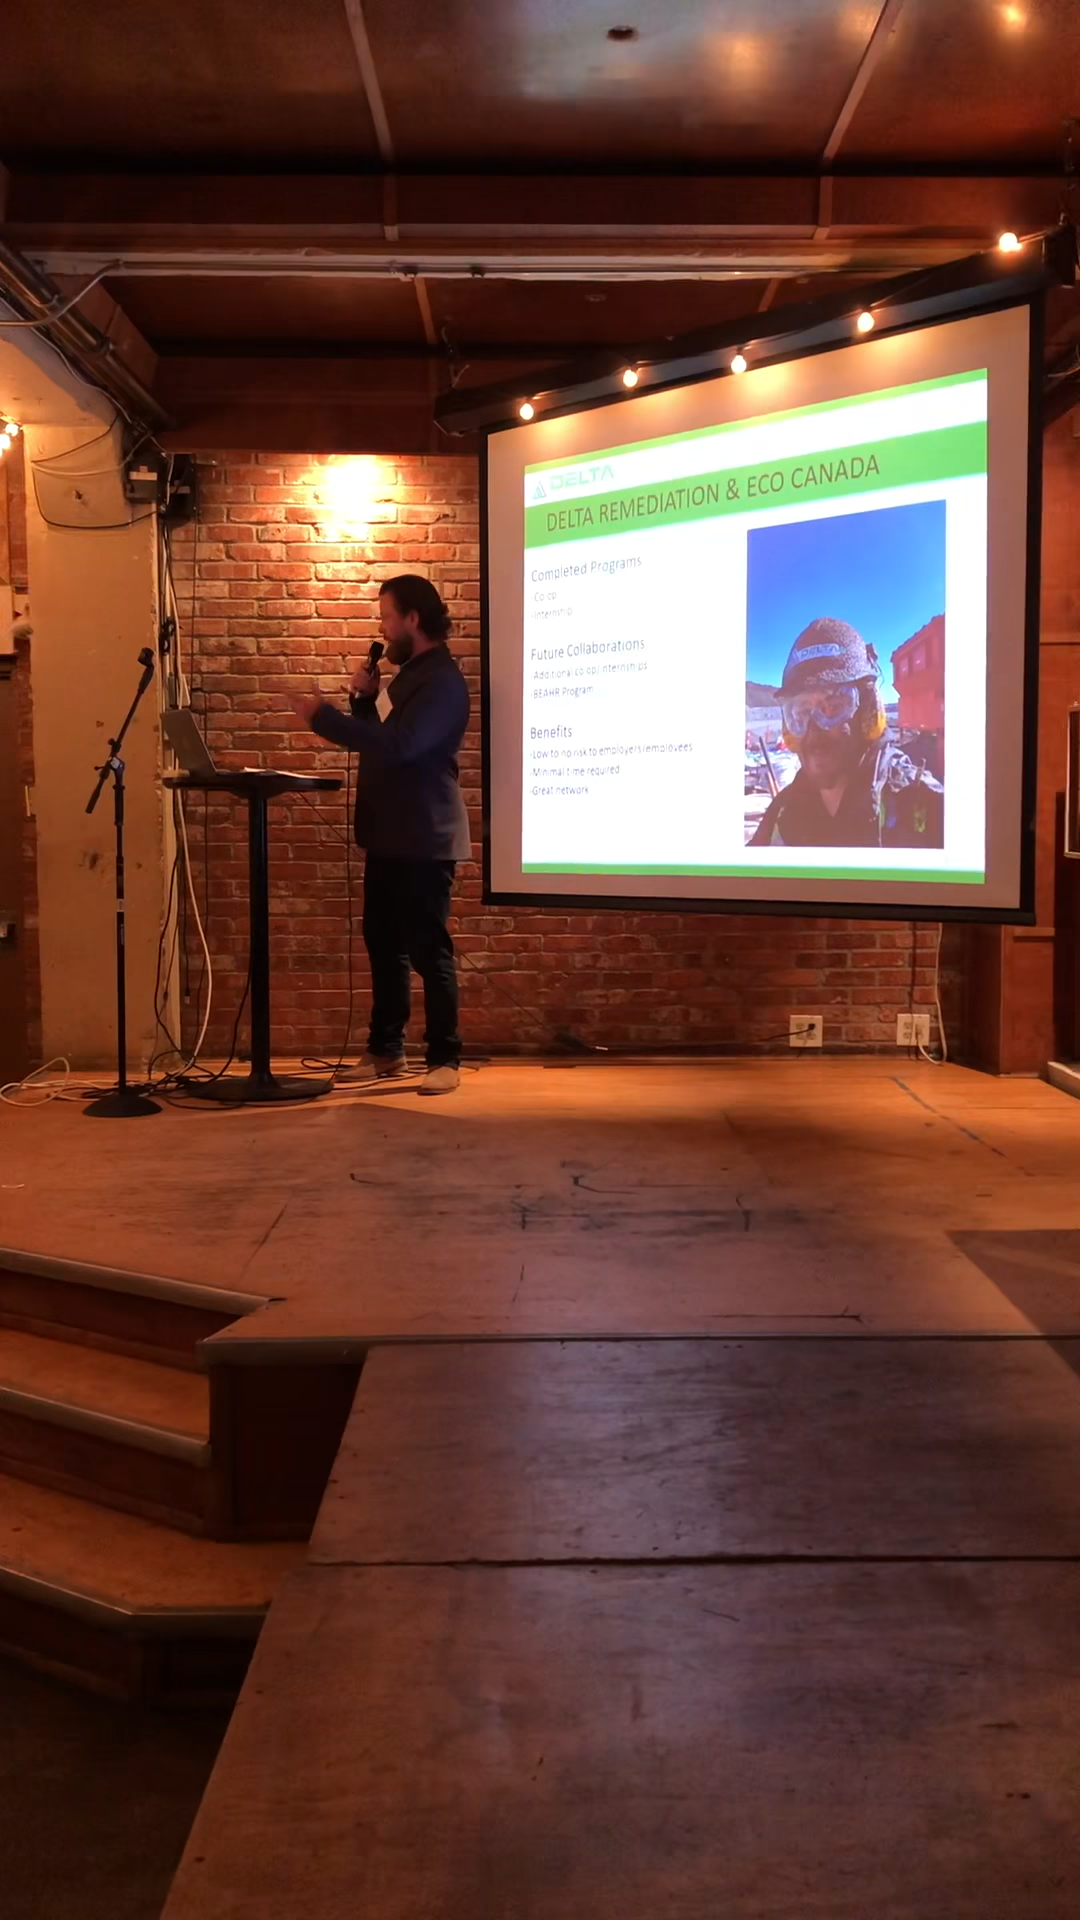 DELTA
DELTA REMEDIATION & ECO CANADA
Completed Programs
-Co op
-Internship
Future Collaborations
-Additional co op/internships
-BEAHR Program
Benefits
-Low to no risk to employers/employees
-Minimal time required
-Great network
DELTA